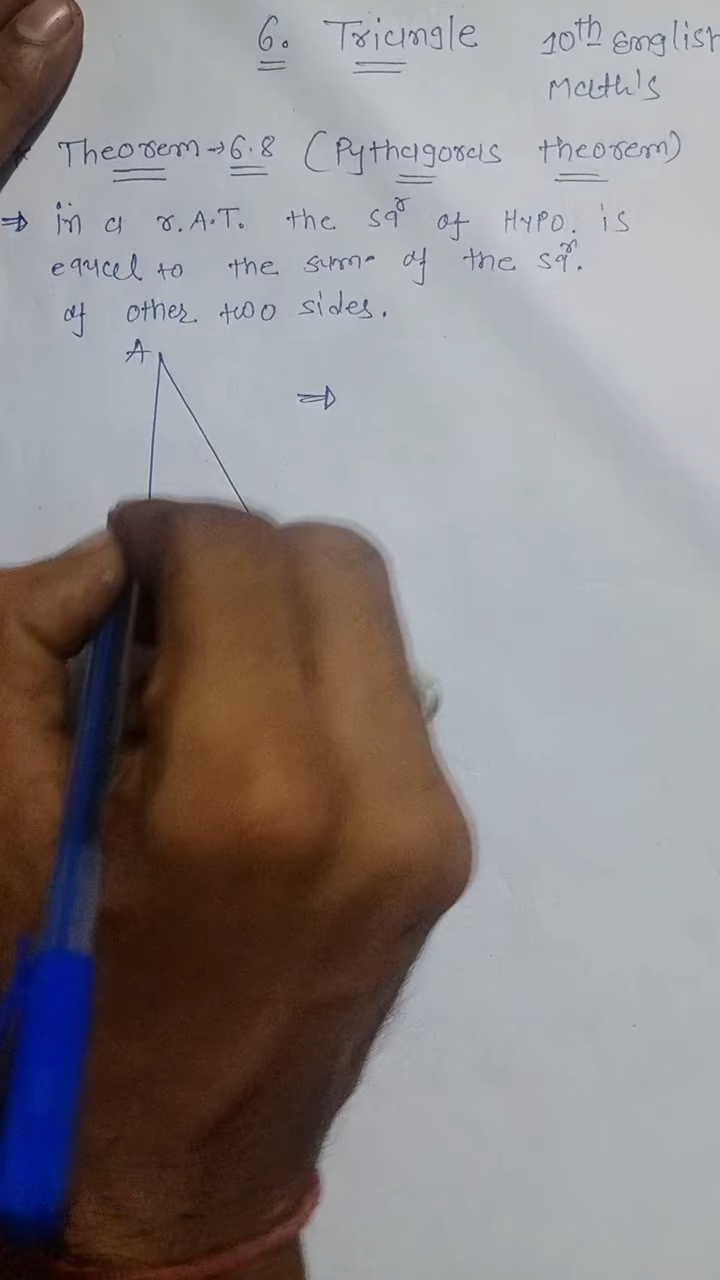 6. Triangle 10th English
Math's
* Theorem → 6.8 (Pythagoras theorem)
⇒ in a r.A.T. the sqr of Hypo. is
equal to the sum of the sqr.
of other two sides.
A
⇒